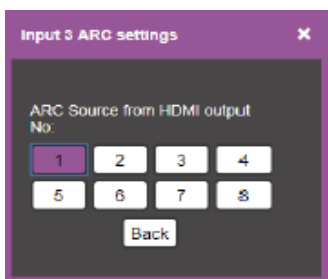 Input 3 ARC settings ×
ARC Source from HDMI output
No:
1 2 3 4
5 6 7 8
Back